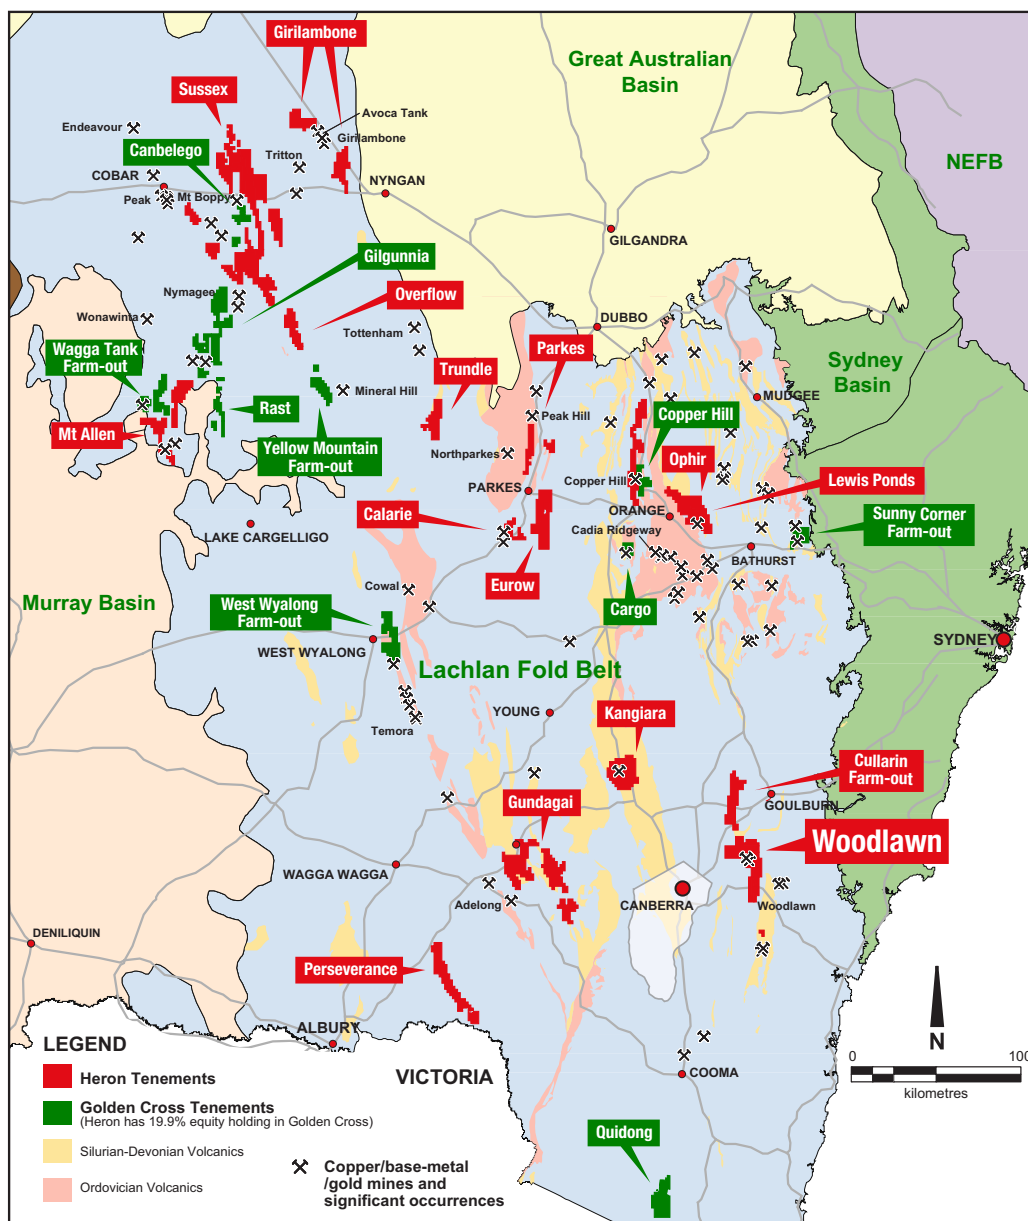 Girilambone
Great Australian
Basin
Sussex
Avoca Tank
Endeavour
Girilambone
Canbelego
Tritton
NEFB
COBAR
Peak
Mt Boppy
NYNGAN
GILGANDRA
Gilgunnia
Nymagee
Overflow
Wonawinta
Tottenham
DUBBO
Wagga Tank
Farm-out
Parkes
Sydney
Basin
Trundle
Mineral Hill
MUDGEE
Rast
Peak Hill
Copper Hill
Mt Allen
Yellow Mountain
Farm-out
Northparkes
Ophir
Copper Hill
Lewis Ponds
PARKES
Calarie
ORANGE
Sunny Corner
Farm-out
LAKE CARGELLIGO
Cadia Ridgeway
BATHURST
Eurow
Cowal
Murray Basin
West Wyalong
Farm-out
Cargo
SYDNEY
WEST WYALONG
Lachlan Fold Belt
YOUNG
Kangiara
Temora
Cullarin
Farm-out
GOULBURN
Gundagai
Woodlawn
WAGGA WAGGA
Adelong
CANBERRA
Woodlawn
DENILIQUIN
Perseverance
ALBURY
N
LEGEND
VICTORIA
COOMA
0 100
kilometres
Heron Tenements
Golden Cross Tenements
(Heron has 19.9% equity holding in Golden Cross)
Quidong
Silurian-Devonian Volcanics
Copper/base-metal
/gold mines and
significant occurrences
Ordovician Volcanics